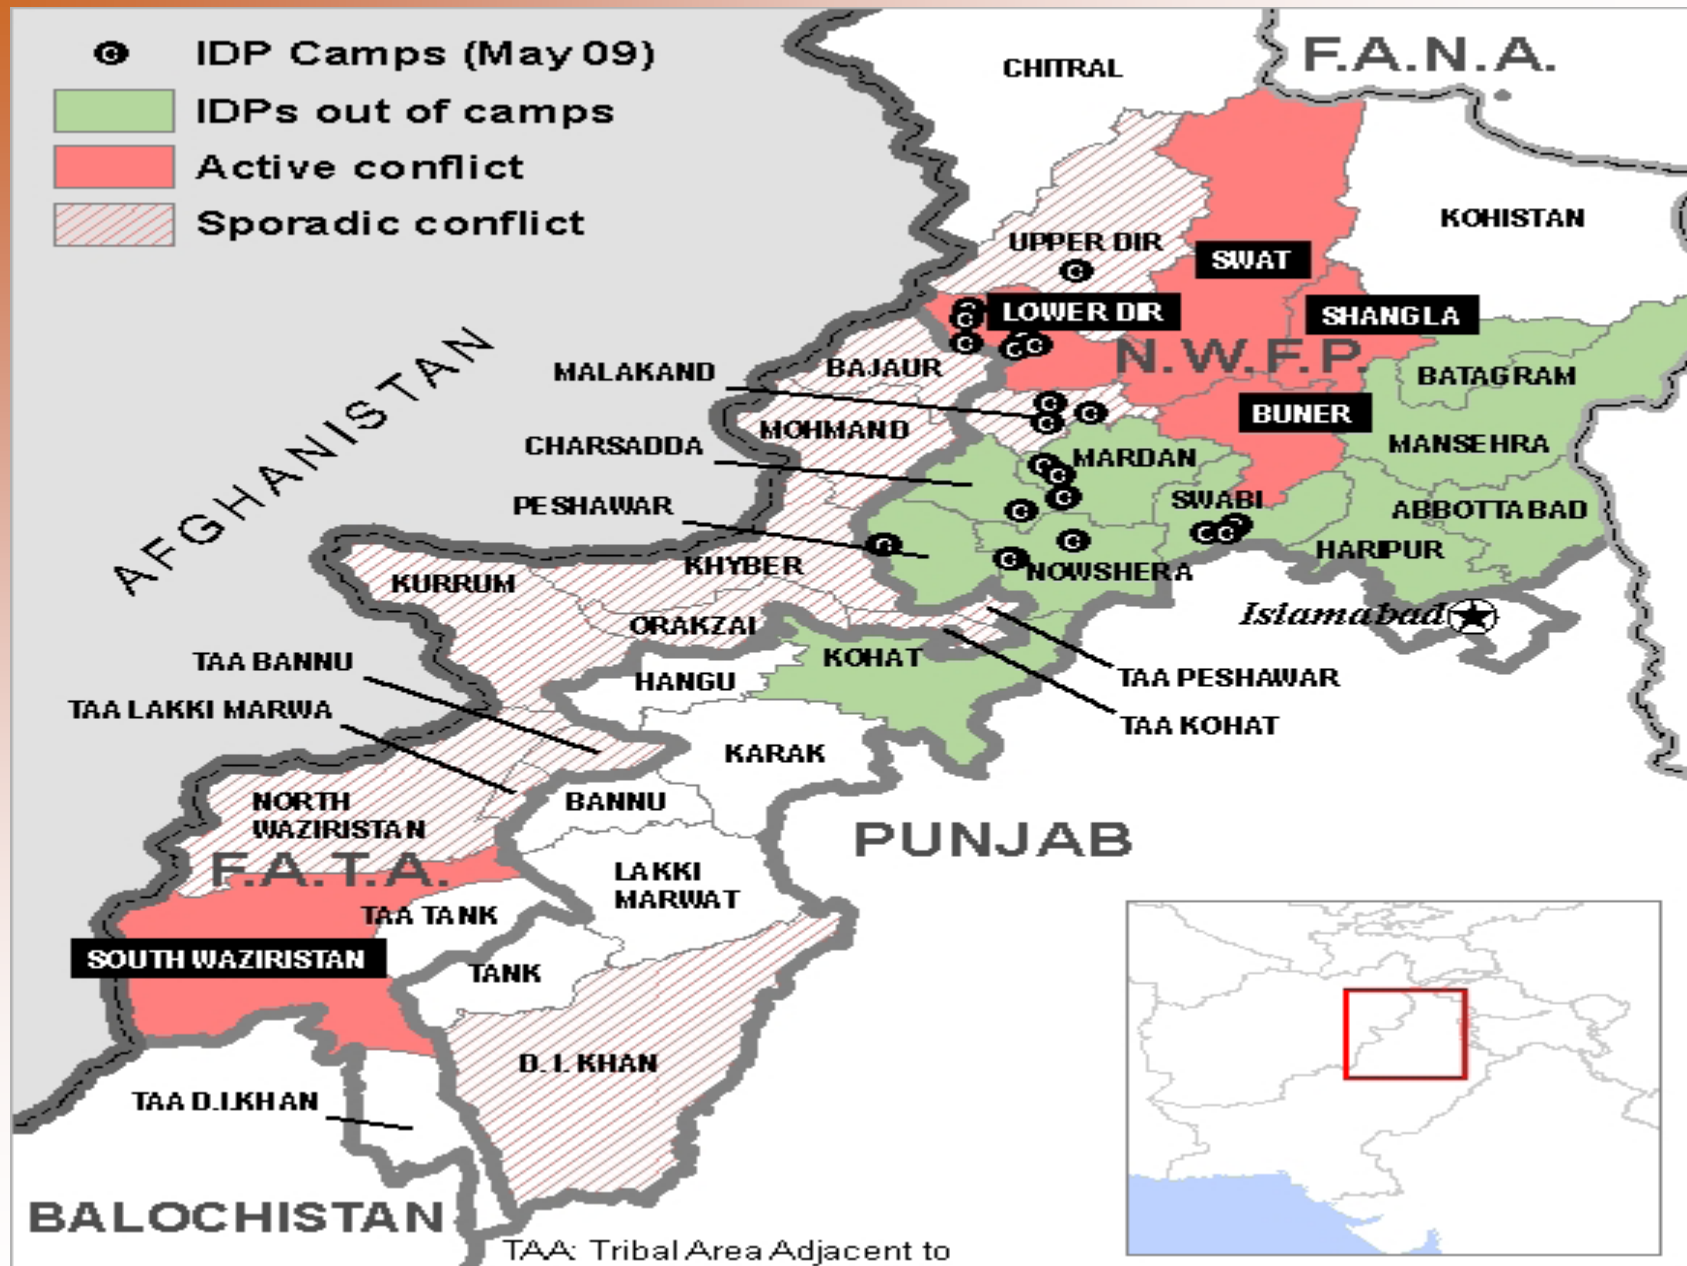 IDP Camps (May 09)
IDPs out of camps
Active conflict
Sporadic conflict
CHITRAL
F.A.N.A.
KOHISTAN
UPPER DIR
SWAT
LOWER DIR
SHANGLA
N.W.F.P.
AFGHANISTAN
MALAKAND
BAJAUR
BATAGRAM
BUNER
MOHMAND
CHARSADDA
MARDAN
MANSEHRA
PESHAWAR
SWABI
ABBOTTABAD
HARIPUR
KHYBER
NOWSHERA
KURRUM
Islamabad
ORAKZAI
KOHAT
TAA BANNU
HANGU
TAA PESHAWAR
TAA LAKKI MARWA
TAA KOHAT
KARAK
NORTH
WAZIRISTAN
BANNU
PUNJAB
F.A.T.A.
LAKKI
MARWAT
TAA TANK
SOUTH WAZIRISTAN
TANK
D. I. KHAN
TAA D.I.KHAN
BALOCHISTAN
TAA: Tribal Area Adjacent to